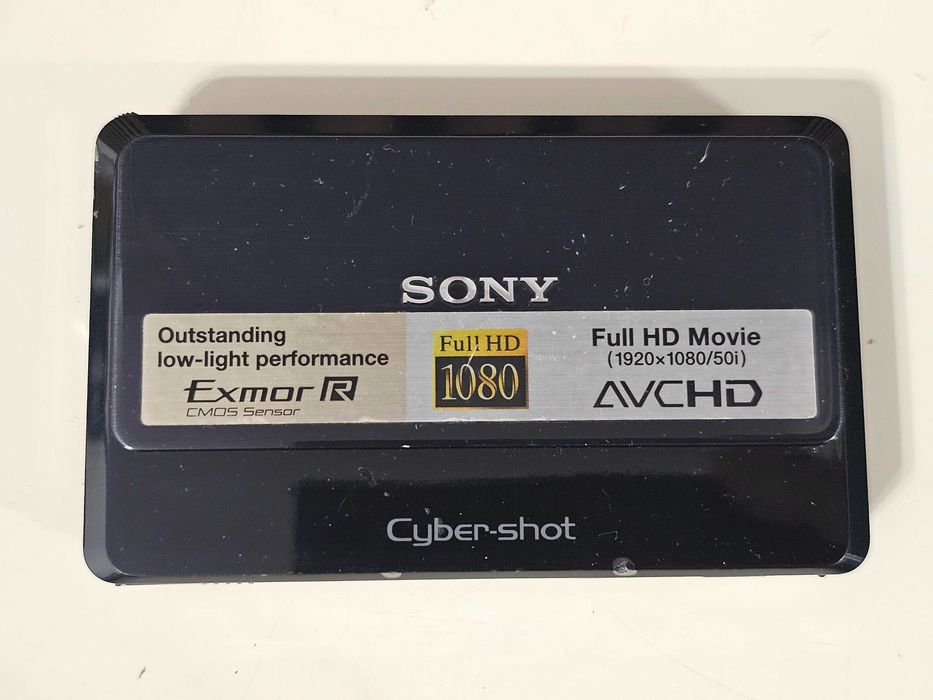 SONY
Outstanding
low-light performance
Exmor R
CMOS Sensor
Full HD
1080
Full HD Movie
(1920×1080/50i)
AVCHD
Cyber-shot